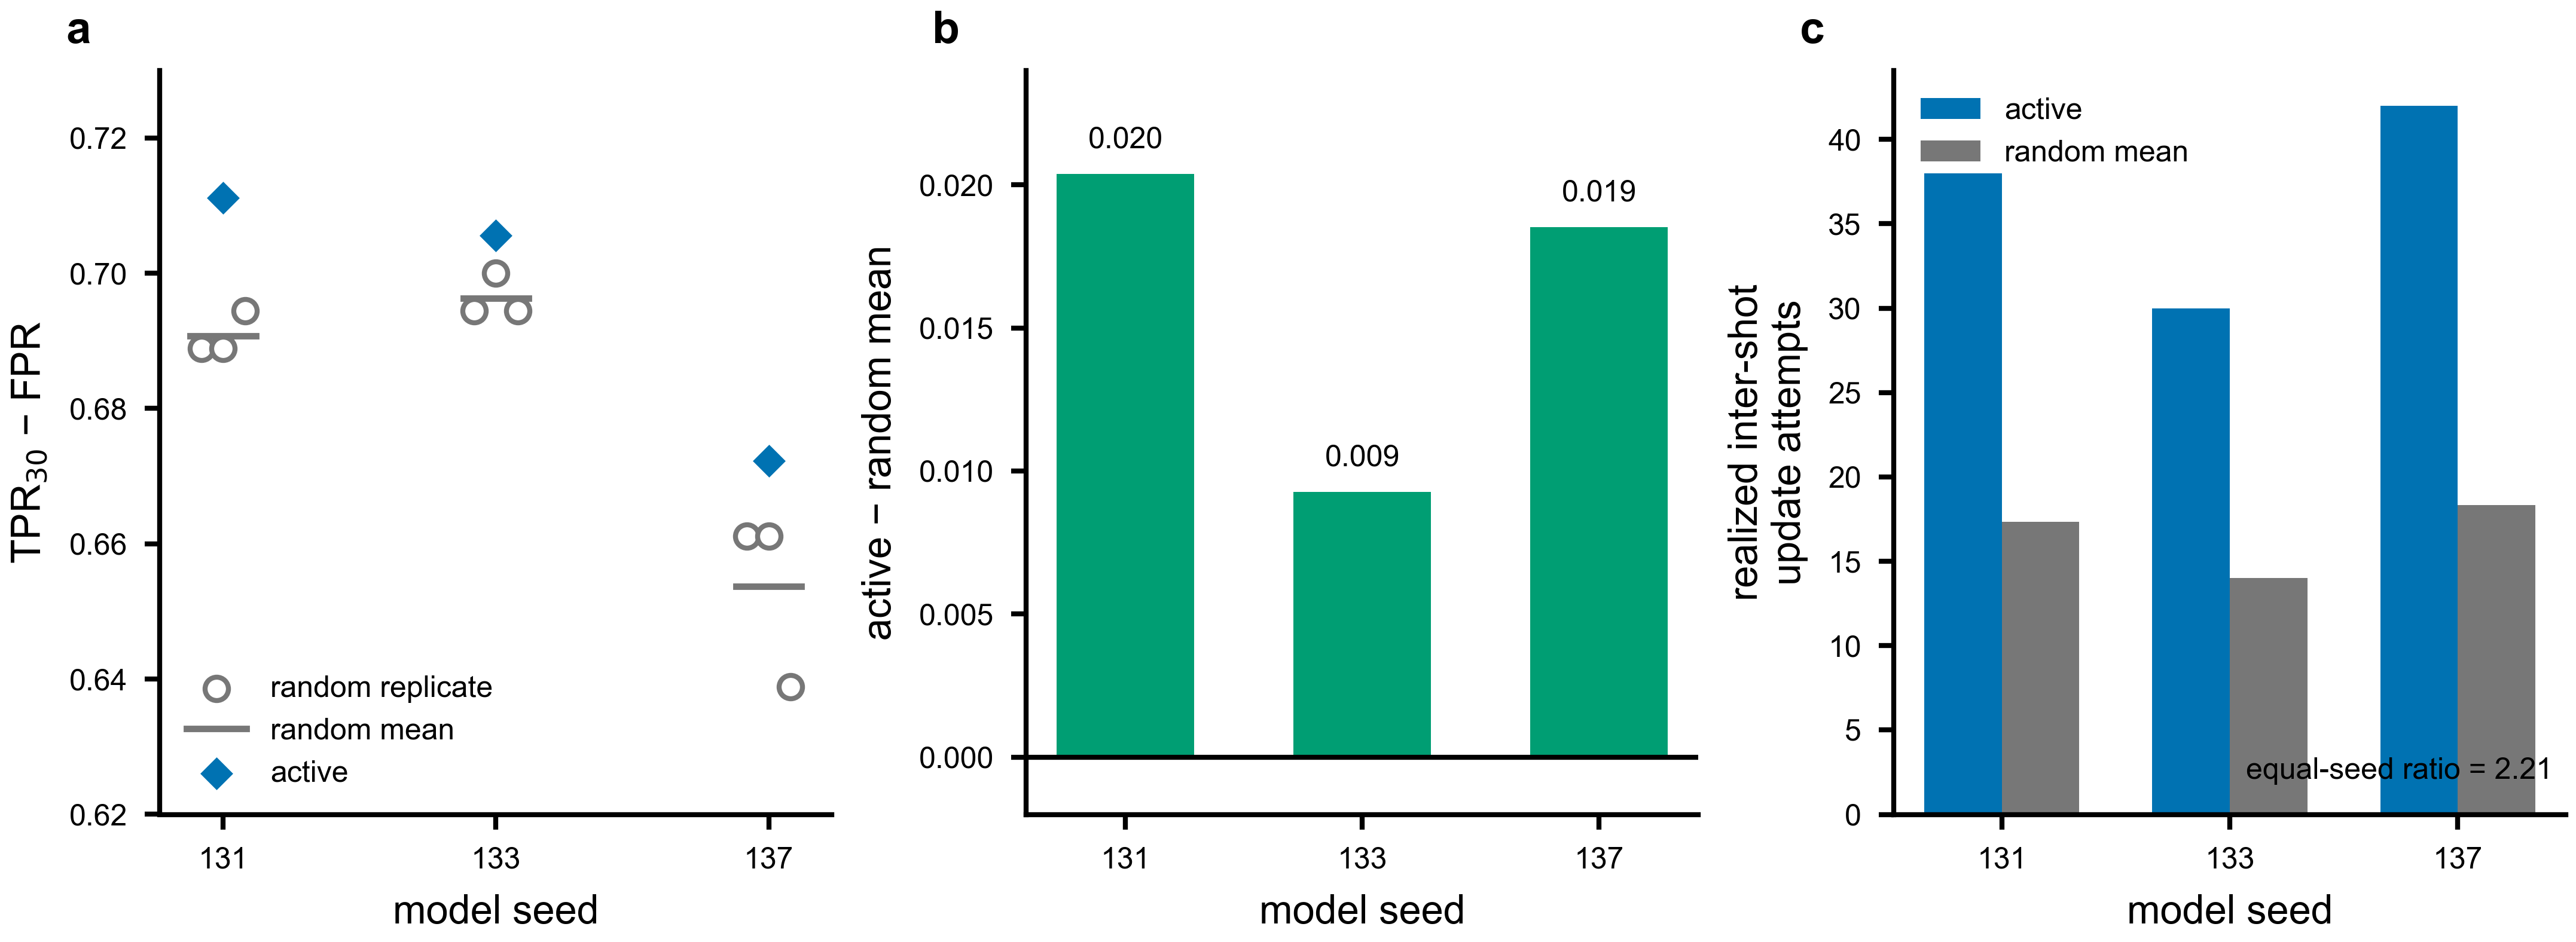 a
0.72
0.70
0.68
0.66
0.64
0.62
TPR30 − FPR
random replicate
random mean
active
131
133
137
model seed
b
0.020
0.015
0.010
0.005
0.000
active − random mean
0.020
0.009
0.019
131
133
137
model seed
c
40
35
30
25
20
15
10
5
0
realized inter-shot
update attempts
active
random mean
equal-seed ratio = 2.21
131
133
137
model seed